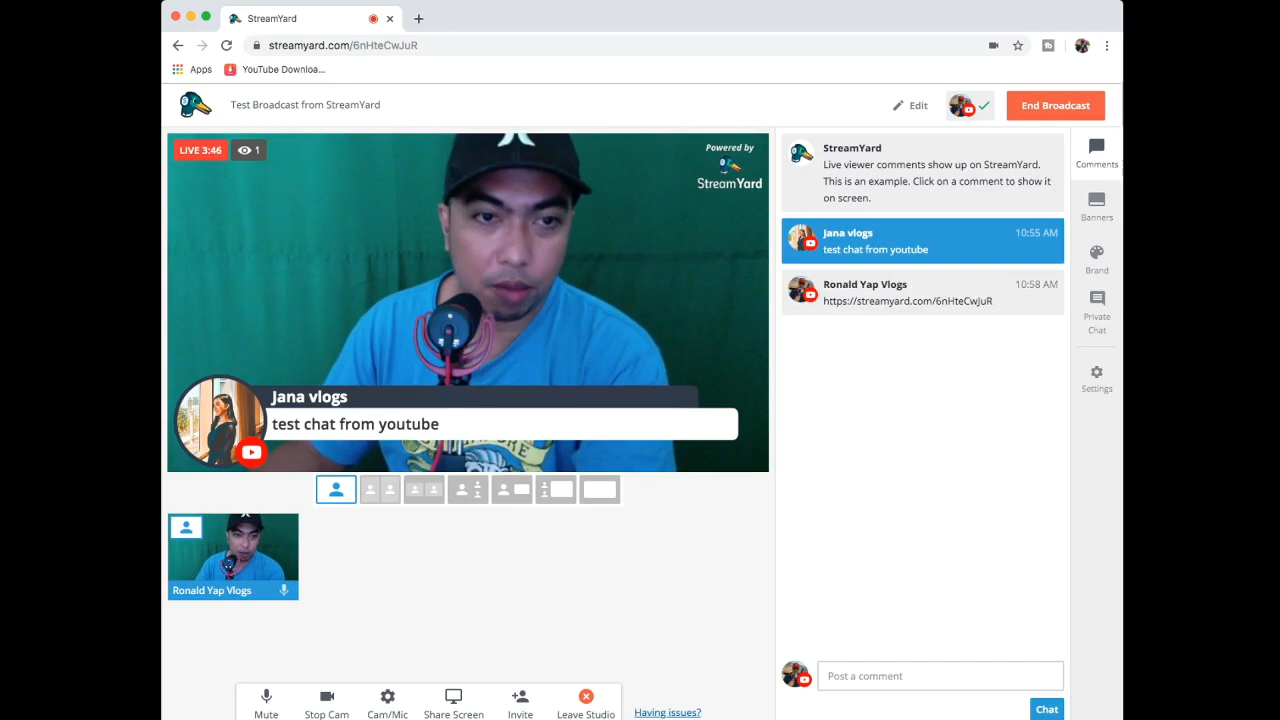 StreamYard
streamyard.com/6nHteCwJuR
Apps
YouTube Downloa...
Test Broadcast from StreamYard
Edit
End Broadcast
LIVE 3:46
1
Powered by
StreamYard
Jana vlogs
test chat from youtube
Ronald Yap Vlogs
StreamYard
Live viewer comments show up on StreamYard.
This is an example. Click on a comment to show it
on screen.
Jana vlogs 10:55 AM
test chat from youtube
Ronald Yap Vlogs 10:58 AM
https://streamyard.com/6nHteCwJuR
Comments
Banners
Brand
Private
Chat
Settings
Post a comment
Chat
Mute
Stop Cam
Cam/Mic
Share Screen
Invite
Leave Studio
Having issues?